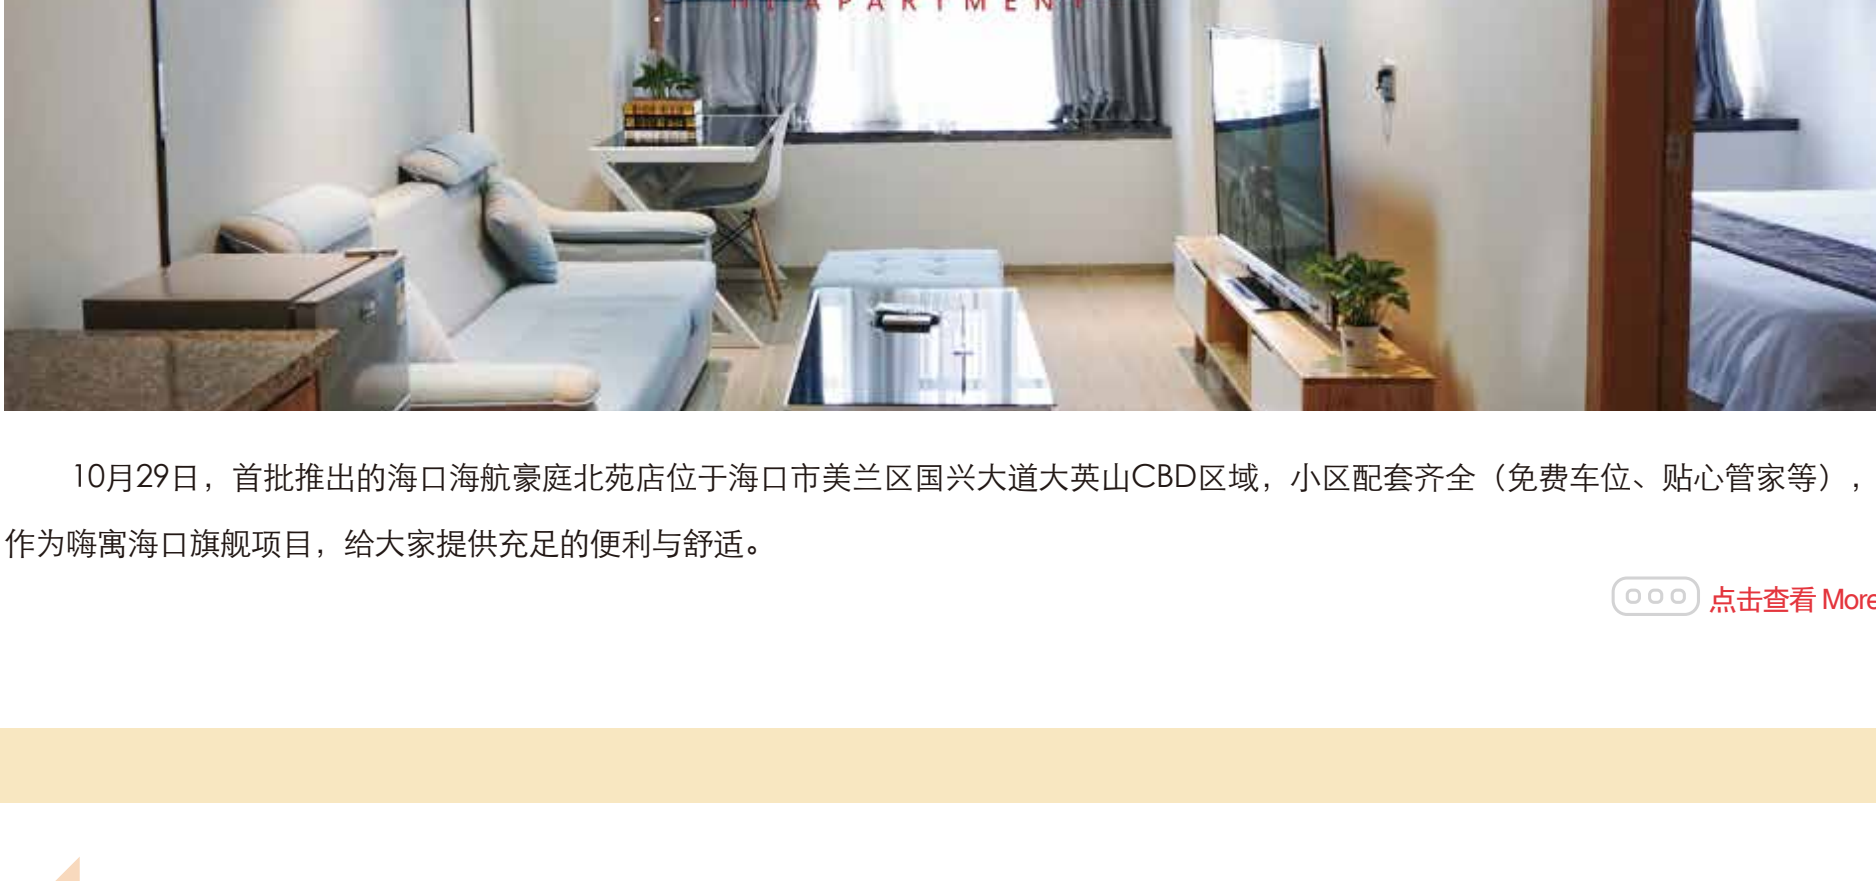 HI APARTMENT
10月29日，首批推出的海口海航豪庭北苑店位于海口市美兰区国兴大道大英山CBD区域，小区配套齐全（免费车位、贴心管家等），
作为嗨寓海口旗舰项目，给大家提供充足的便利与舒适。
点击查看 More